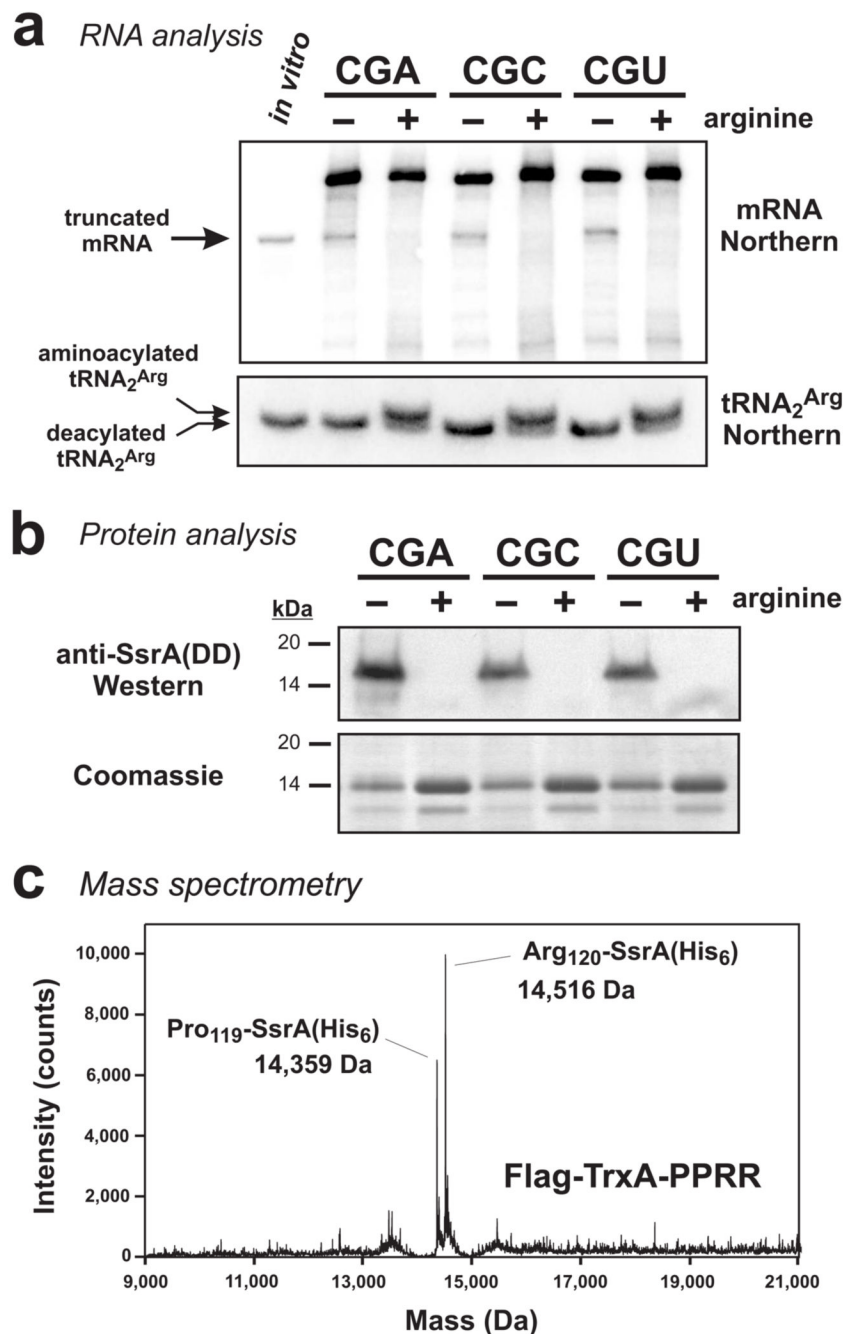 a RNA analysis
in vitro
CGA CGC CGU
− + − + − + arginine
truncated
mRNA
mRNA
Northern
aminoacylated
tRNA₂ᴬʳᵍ
deacylated
tRNA₂ᴬʳᵍ
tRNA₂ᴬʳᵍ
Northern
b Protein analysis
CGA CGC CGU
− + − + − + arginine
kDa
anti-SsrA(DD)
Western
20
14
Coomassie
20
14
c Mass spectrometry
Intensity (counts)
10,000
8,000
6,000
4,000
2,000
0
Arg₁₂₀-SsrA(His₆)
14,516 Da
Pro₁₁₉-SsrA(His₆)
14,359 Da
Flag-TrxA-PPRR
9,000 11,000 13,000 15,000 17,000 19,000 21,000
Mass (Da)